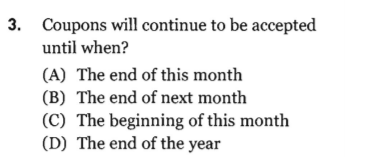 3. Coupons will continue to be accepted
until when?
(A) The end of this month
(B) The end of next month
(C) The beginning of this month
(D) The end of the year